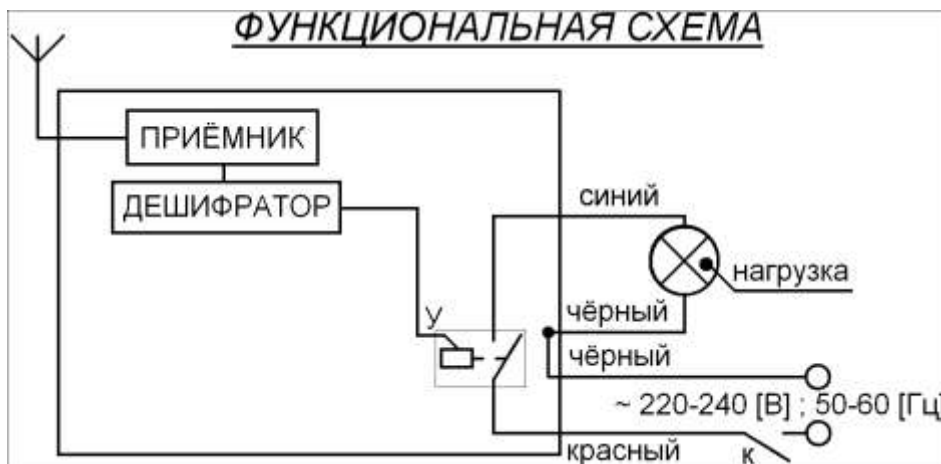 ФУНКЦИОНАЛЬНАЯ СХЕМА
ПРИЁМНИК
ДЕШИФРАТОР
синий
нагрузка
У
чёрный
чёрный
~ 220-240 [В] ; 50-60 [Гц]
красный
к